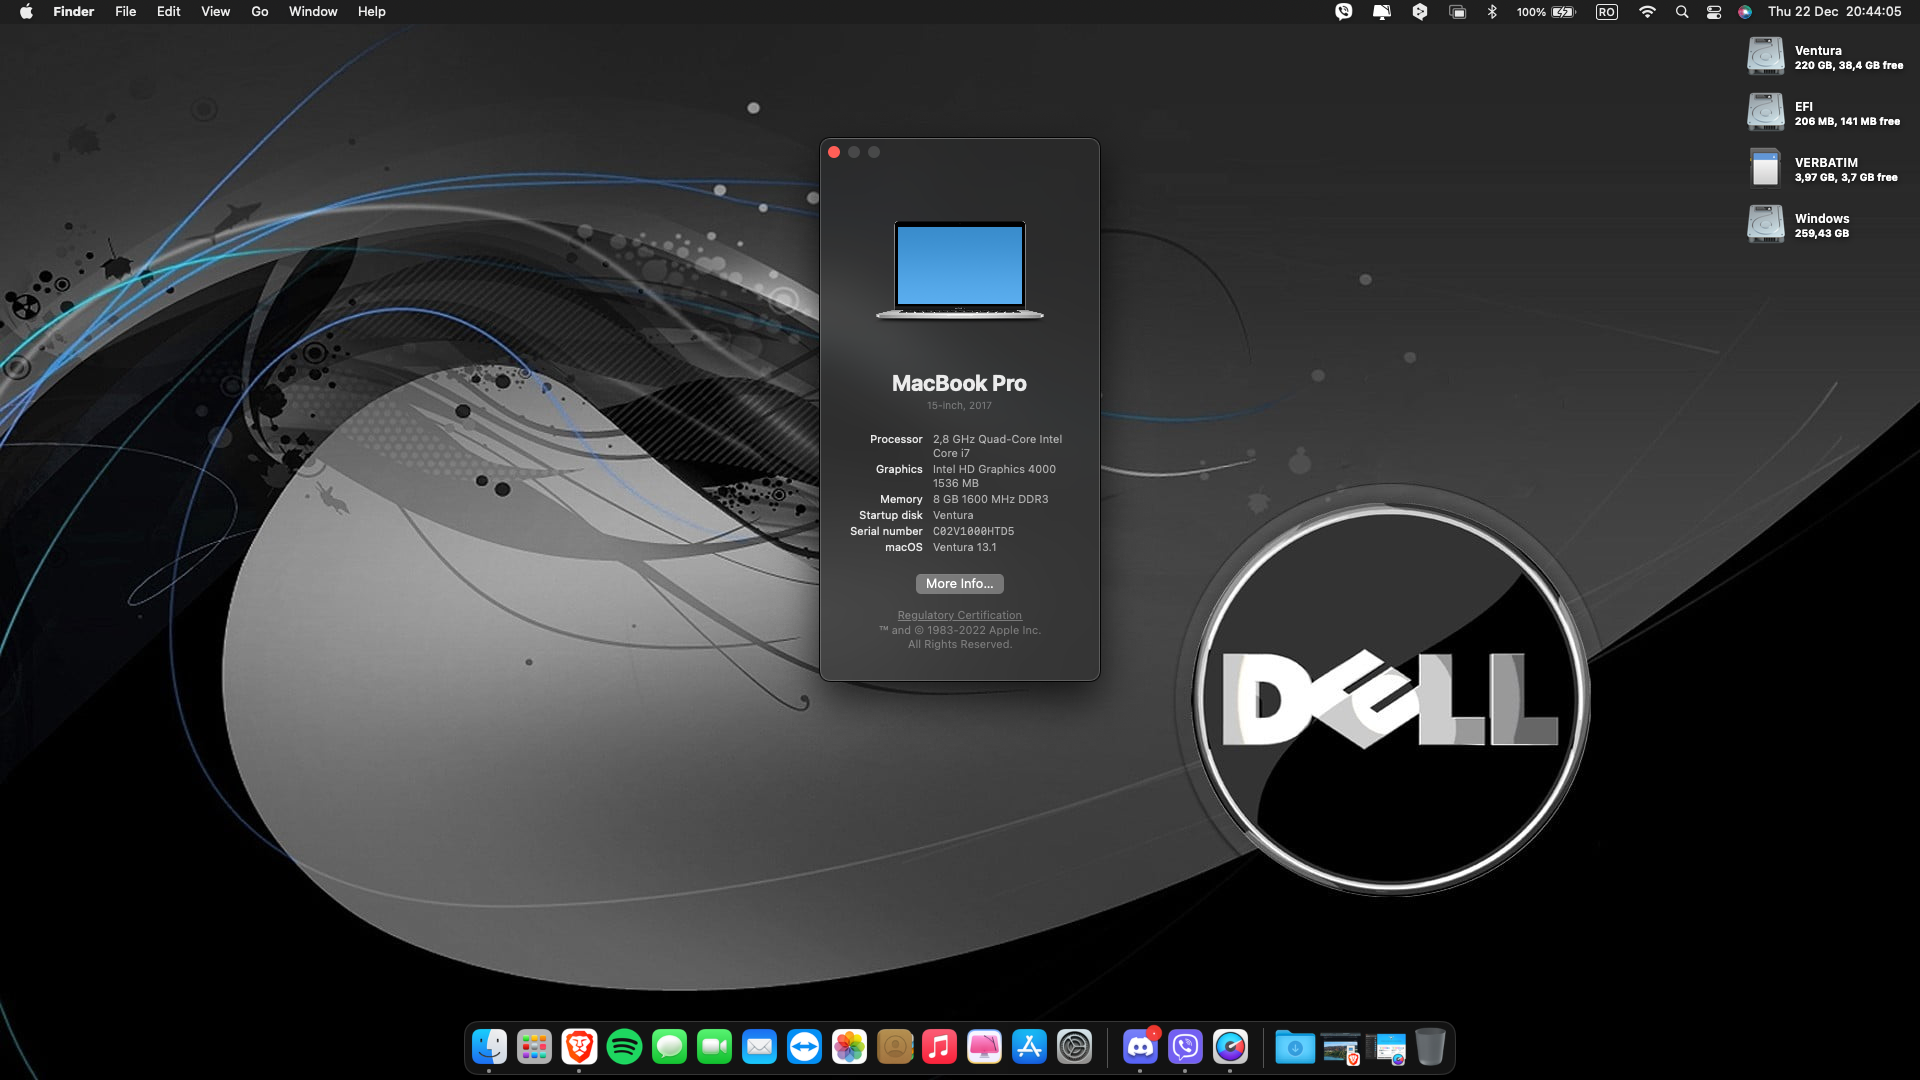 Finder File Edit View Go Window Help
100% RO Thu 22 Dec 20:44:05
Ventura
220 GB, 38,4 GB free
EFI
206 MB, 141 MB free
VERBATIM
3,97 GB, 3,7 GB free
Windows
259,43 GB
MacBook Pro
15-inch, 2017
Processor 2,8 GHz Quad-Core Intel
Core i7
Graphics Intel HD Graphics 4000
1536 MB
Memory 8 GB 1600 MHz DDR3
Startup disk Ventura
Serial number C02V1000HTD5
macOS Ventura 13.1
More Info...
Regulatory Certification
™ and © 1983-2022 Apple Inc.
All Rights Reserved.
DELL